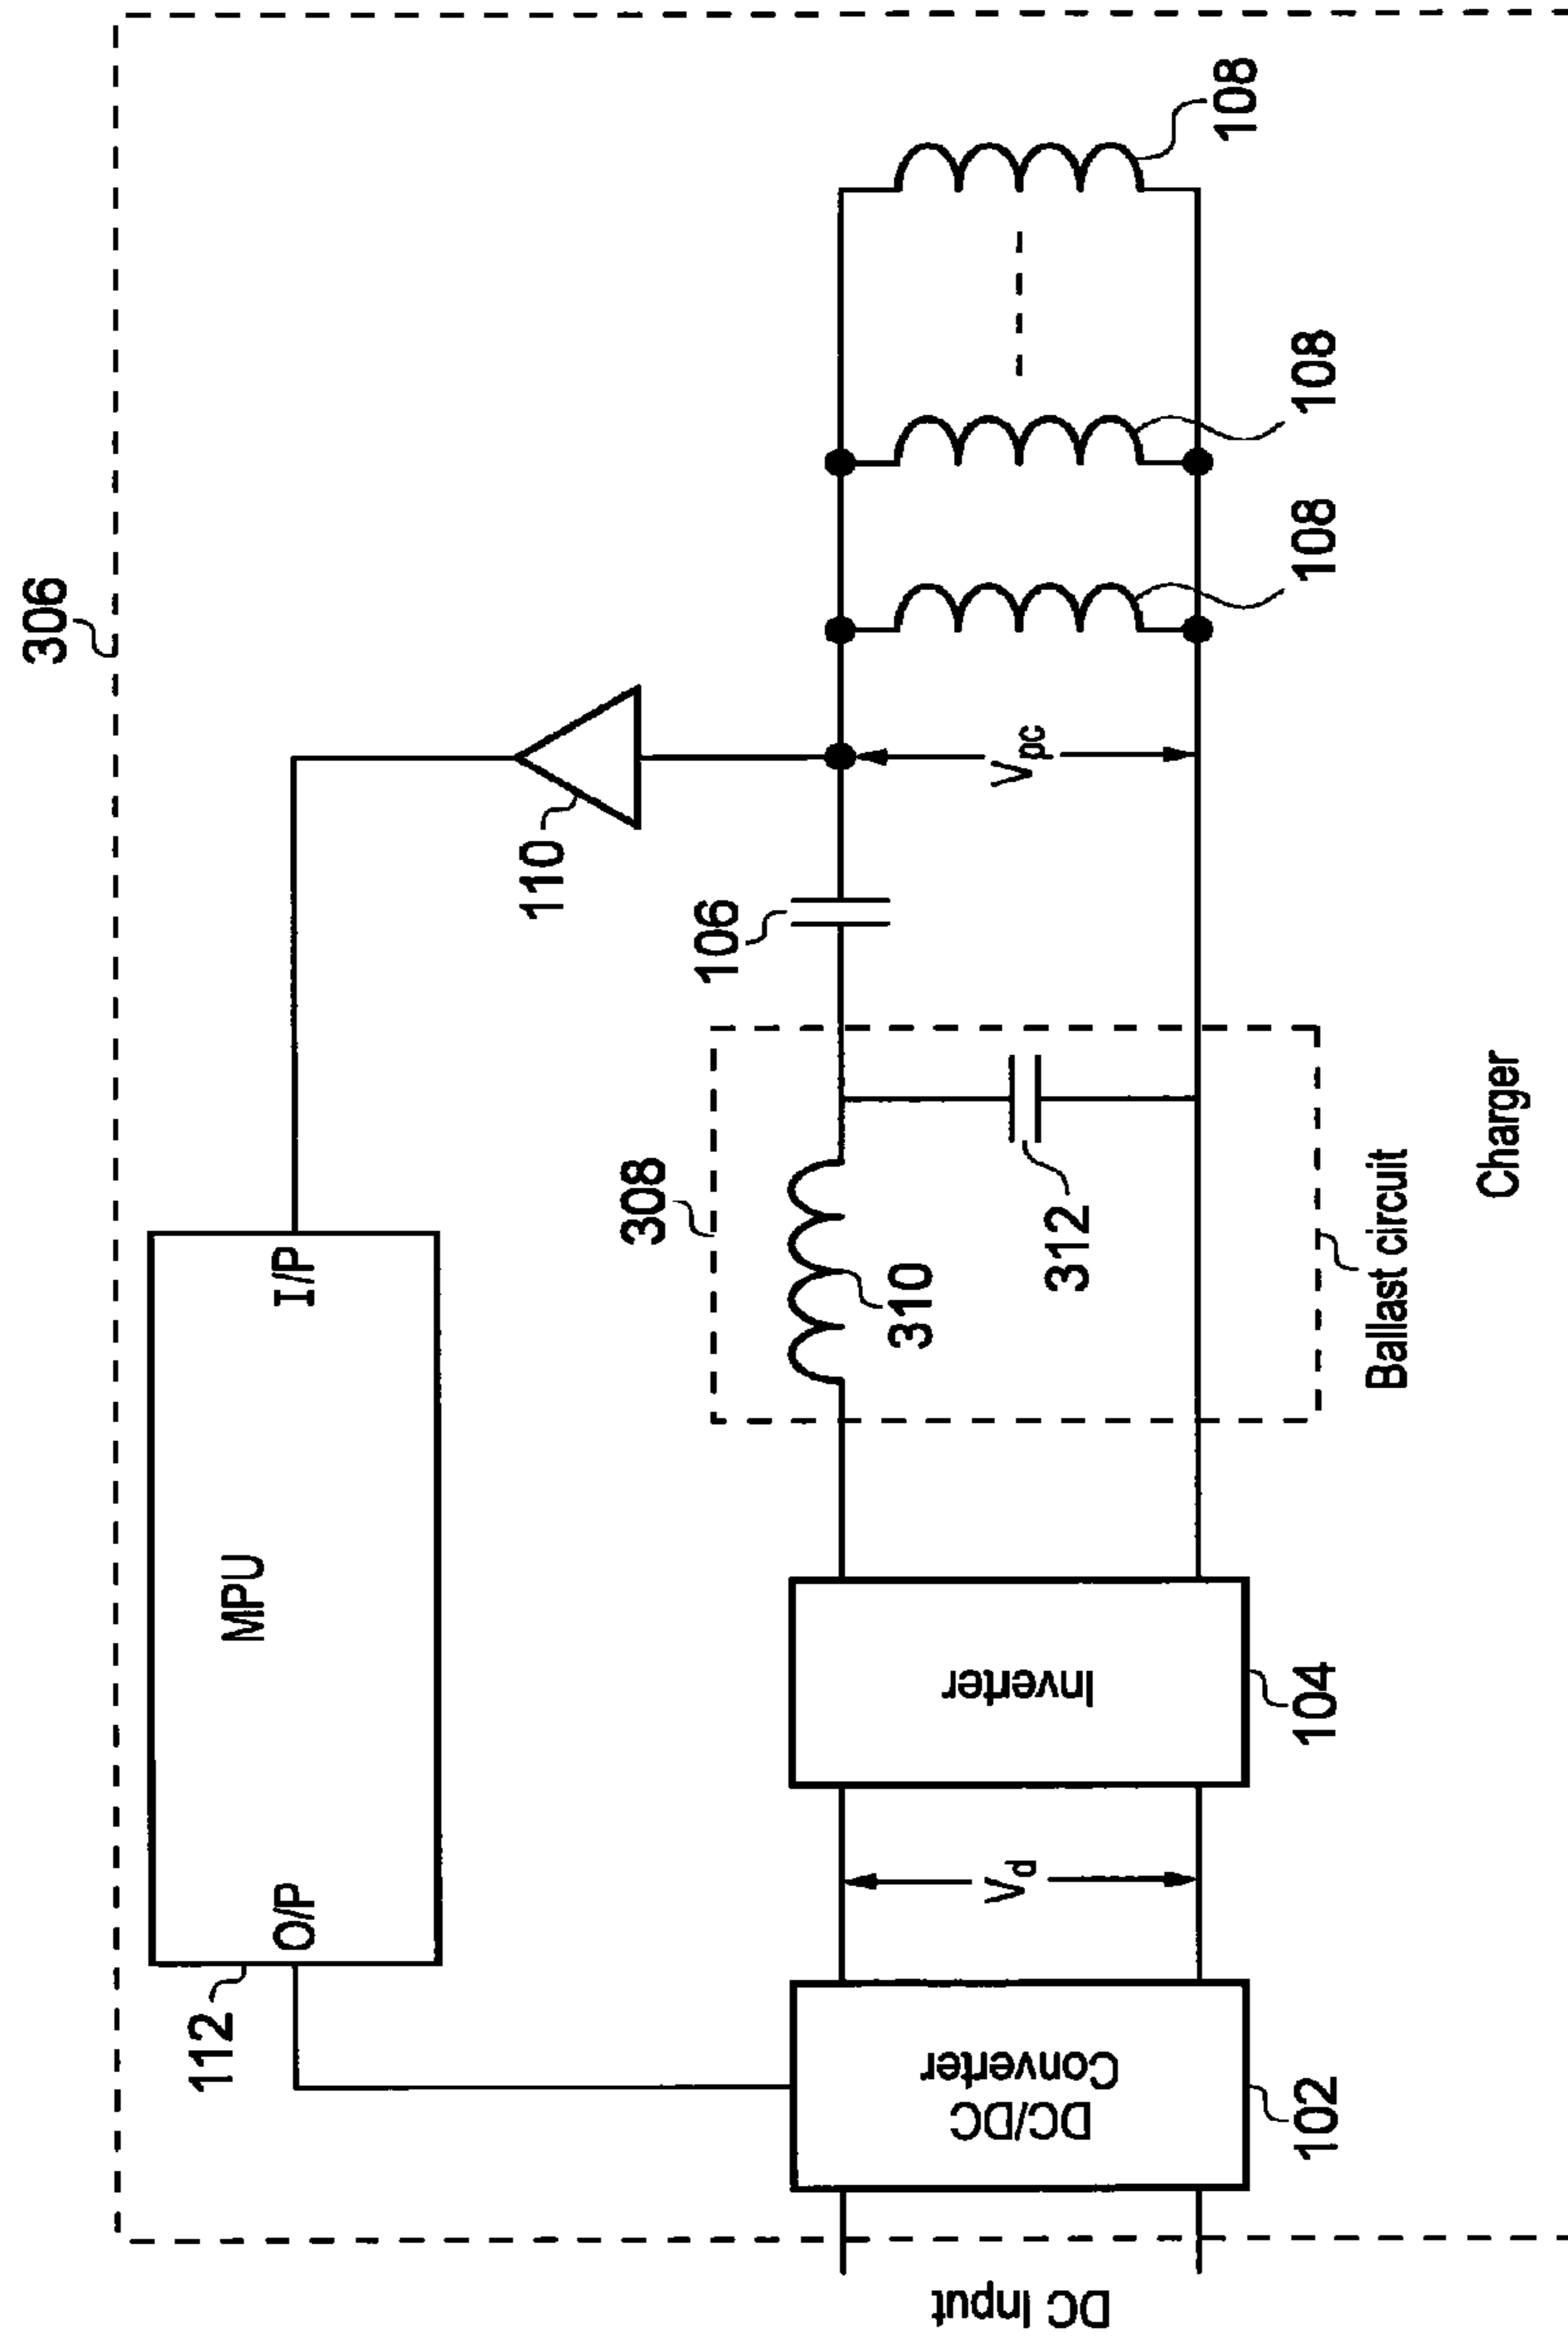 306
112
MPU
O/P
I/P
110
106
308
310
312
Ballast circuit
DC Input
DC/DC
Converter
102
Vd
Inverter
104
Vpc
108
108
108
Charger